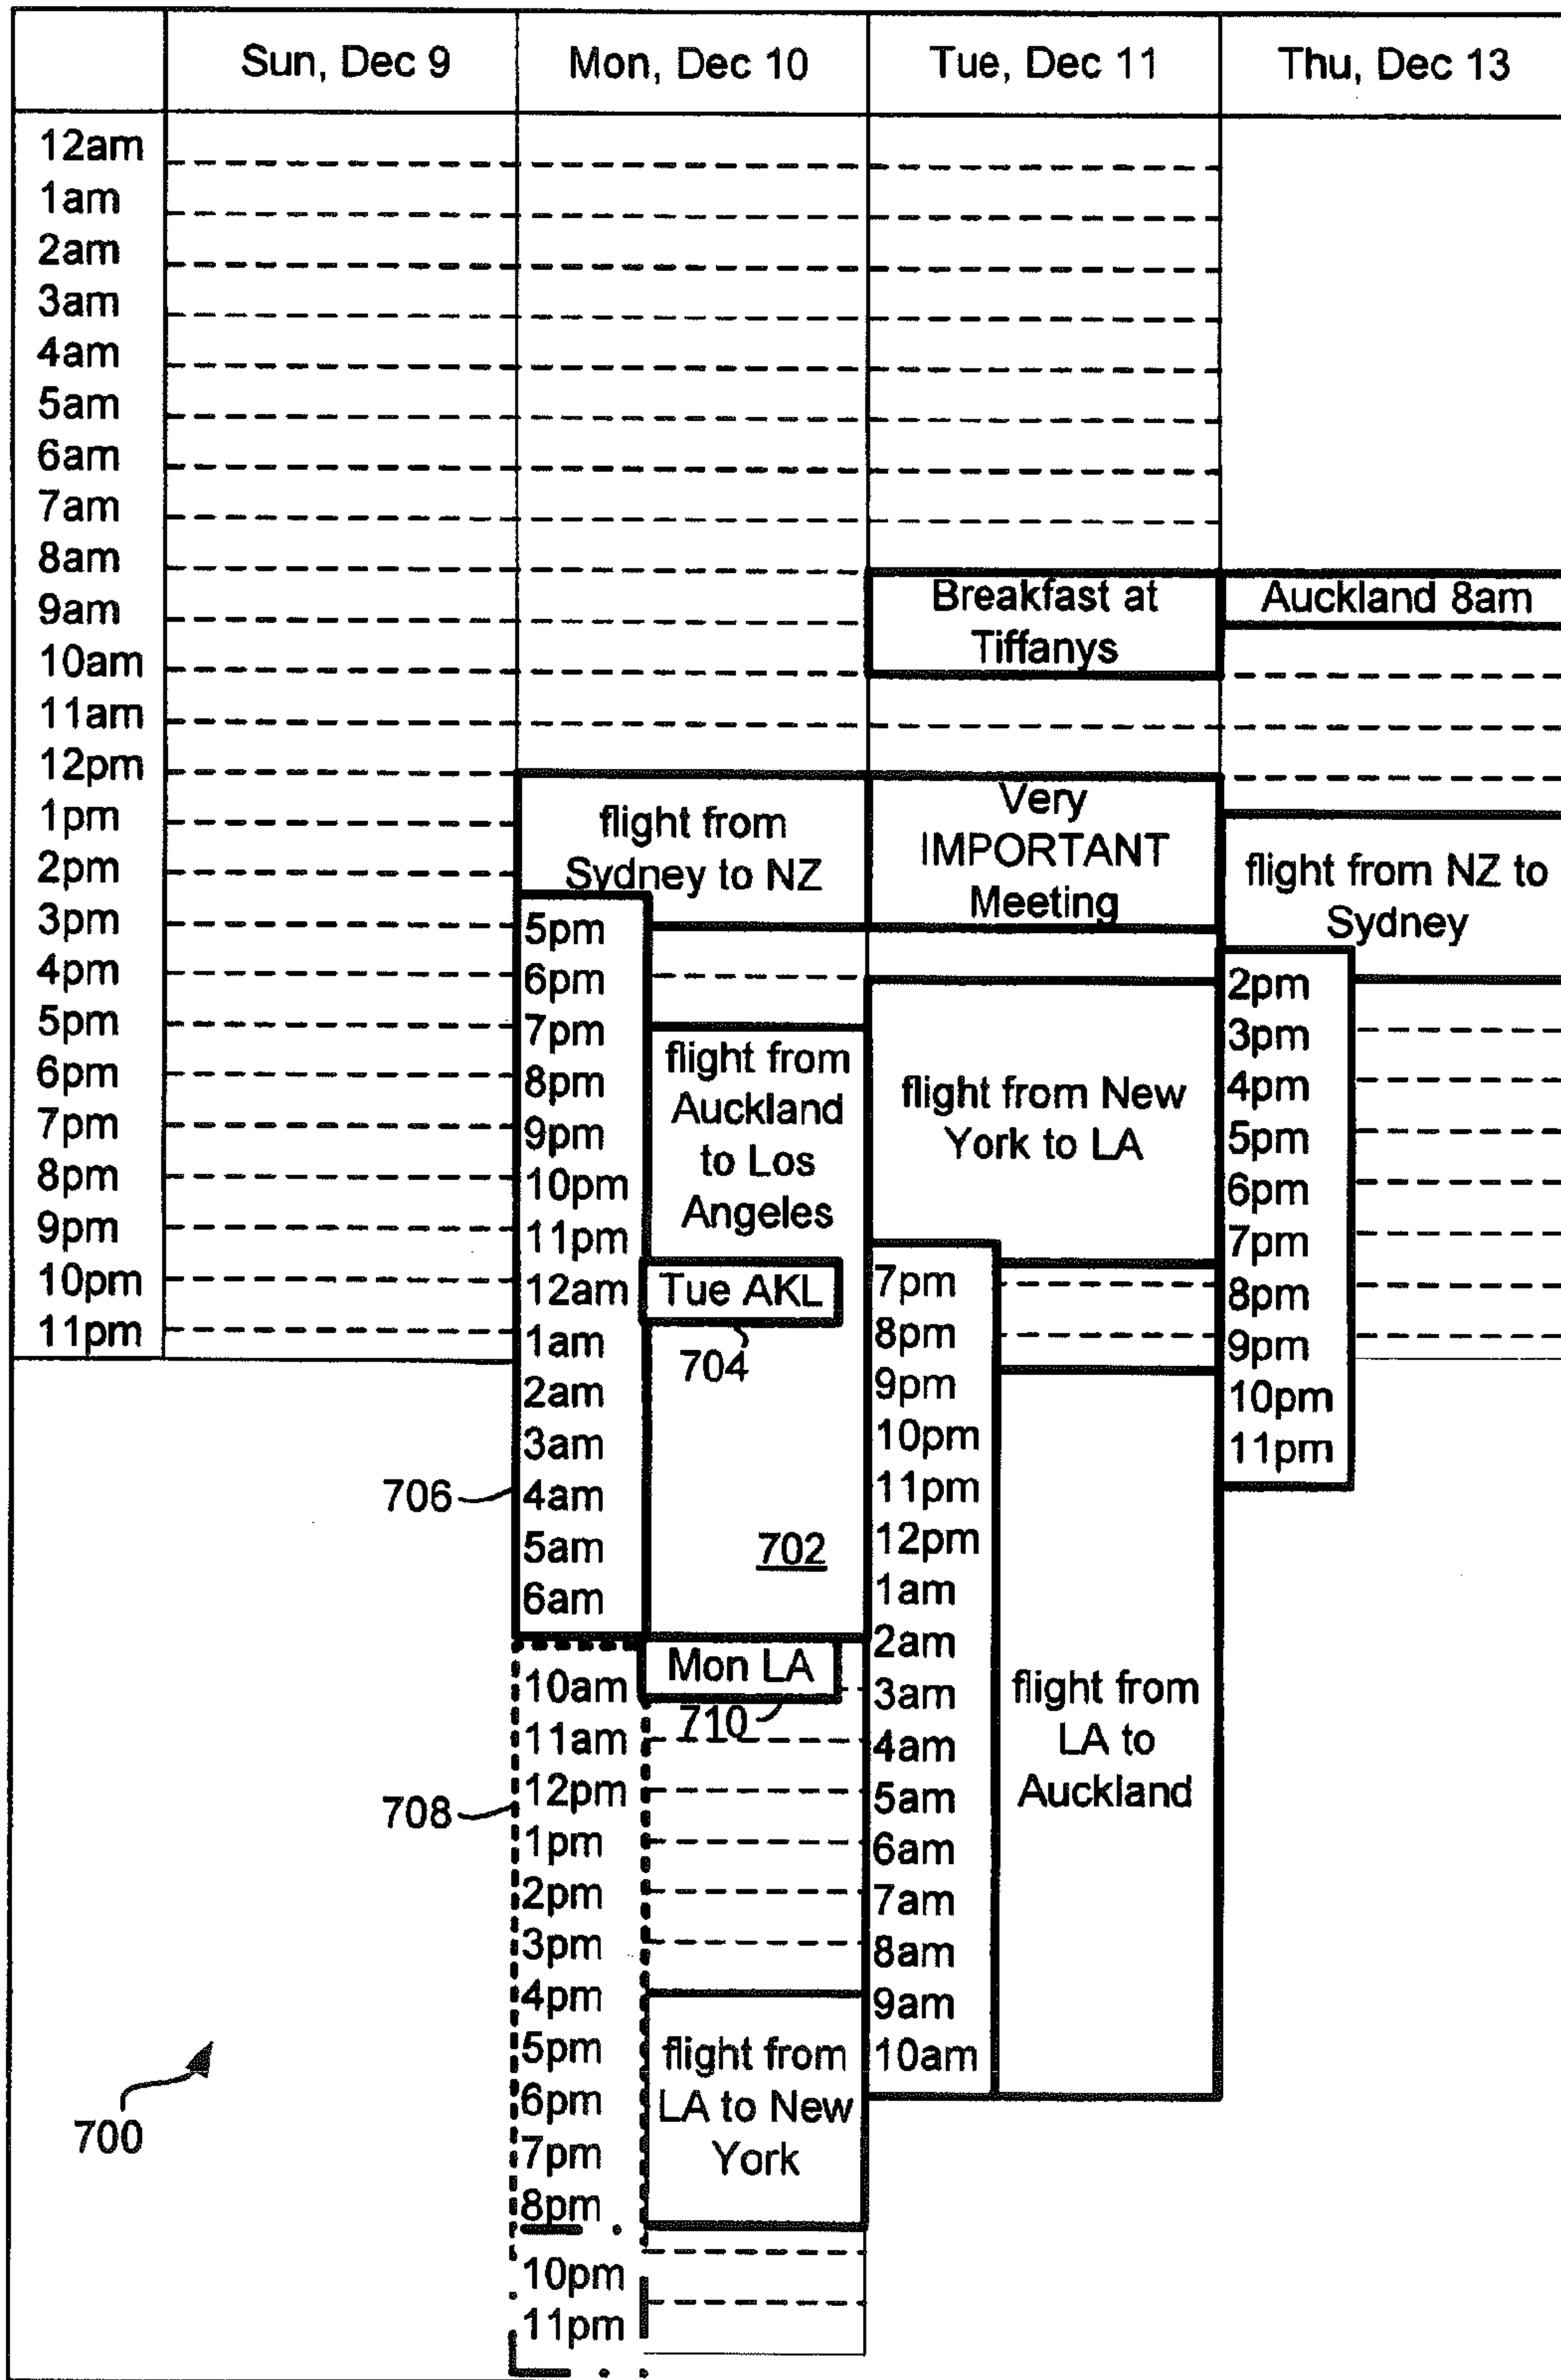 Sun, Dec 9
Mon, Dec 10
Tue, Dec 11
Thu, Dec 13
12am
1am
2am
3am
4am
5am
6am
7am
8am
9am
10am
11am
12pm
1pm
2pm
3pm
4pm
5pm
6pm
7pm
8pm
9pm
10pm
11pm
flight from
Sydney to NZ
5pm
6pm
7pm
8pm
9pm
10pm
11pm
12am
1am
2am
3am
4am
5am
6am
flight from
Auckland
to Los
Angeles
Tue AKL
704
702
706
Mon LA
710
10am
11am
12pm
1pm
2pm
3pm
4pm
5pm
6pm
7pm
8pm
10pm
11pm
708
flight from
LA to New
York
700
Breakfast at
Tiffanys
Very
IMPORTANT
Meeting
flight from New
York to LA
7pm
8pm
9pm
10pm
11pm
12pm
1am
2am
3am
4am
5am
6am
7am
8am
9am
10am
flight from
LA to
Auckland
Auckland 8am
flight from NZ to
Sydney
2pm
3pm
4pm
5pm
6pm
7pm
8pm
9pm
10pm
11pm